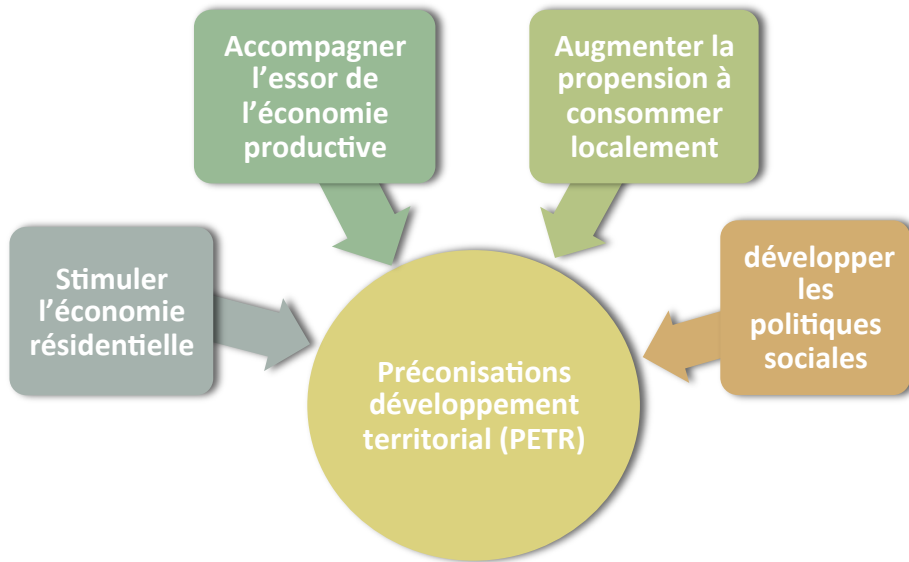 Accompagner
l’essor de
l’économie
productive
Augmenter la
propension à
consommer
localement
Stimuler
l’économie
résidentielle
développer
les
politiques
sociales
Préconisations
développement
territorial (PETR)